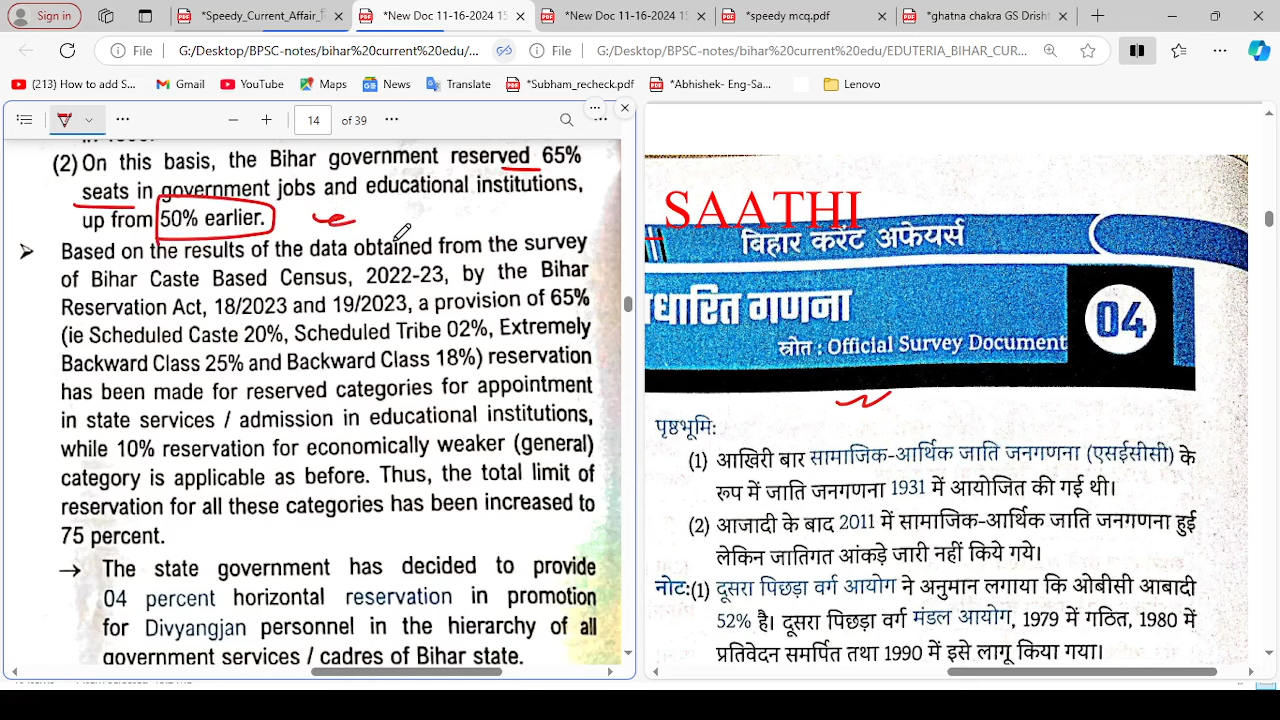 Sign in
*Speedy_Current_Affair_
*New Doc 11-16-2024 15
*New Doc 11-16-2024 15
*speedy mcq.pdf
*ghatna chakra GS Drisht
File
G:/Desktop/BPSC-notes/bihar%20current%20edu/...
File
G:/Desktop/BPSC-notes/bihar%20current%20edu/EDUTERIA_BIHAR_CUR...
(213) How to add S...
Gmail
YouTube
Maps
News
Translate
*Subham_recheck.pdf
*Abhishek- Eng-Sa...
Lenovo
14 of 39
(2) On this basis, the Bihar government reserved 65%
seats in government jobs and educational institutions,
up from 50% earlier.
Based on the results of the data obtained from the survey
of Bihar Caste Based Census, 2022-23, by the Bihar
Reservation Act, 18/2023 and 19/2023, a provision of 65%
(ie Scheduled Caste 20%, Scheduled Tribe 02%, Extremely
Backward Class 25% and Backward Class 18%) reservation
has been made for reserved categories for appointment
in state services / admission in educational institutions,
while 10% reservation for economically weaker (general)
category is applicable as before. Thus, the total limit of
reservation for all these categories has been increased to
75 percent.
→ The state government has decided to provide
04 percent horizontal reservation in promotion
for Divyangjan personnel in the hierarchy of all
government services / cadres of Bihar state.
SAATHI
बिहार करेंट अफेयर्स
धारित गणना
04
स्रोत : Official Survey Document
पृष्ठभूमि:
(1) आखिरी बार सामाजिक-आर्थिक जाति जनगणना (एसईसीसी) के
रूप में जाति जनगणना 1931 में आयोजित की गई थी।
(2) आजादी के बाद 2011 में सामाजिक-आर्थिक जाति जनगणना हुई
लेकिन जातिगत आंकड़े जारी नहीं किये गये।
नोट:(1) दूसरा पिछड़ा वर्ग आयोग ने अनुमान लगाया कि ओबीसी आबादी
52% है। दूसरा पिछड़ा वर्ग मंडल आयोग, 1979 में गठित, 1980 में
प्रतिवेदन समर्पित तथा 1990 में इसे लागू किया गया।